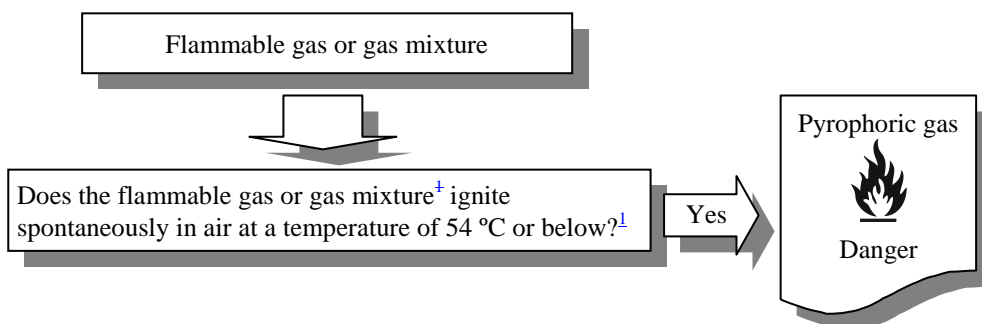 Flammable gas or gas mixture
Does the flammable gas or gas mixture1 ignite
spontaneously in air at a temperature of 54 ºC or below?1
Yes
Pyrophoric gas
Danger